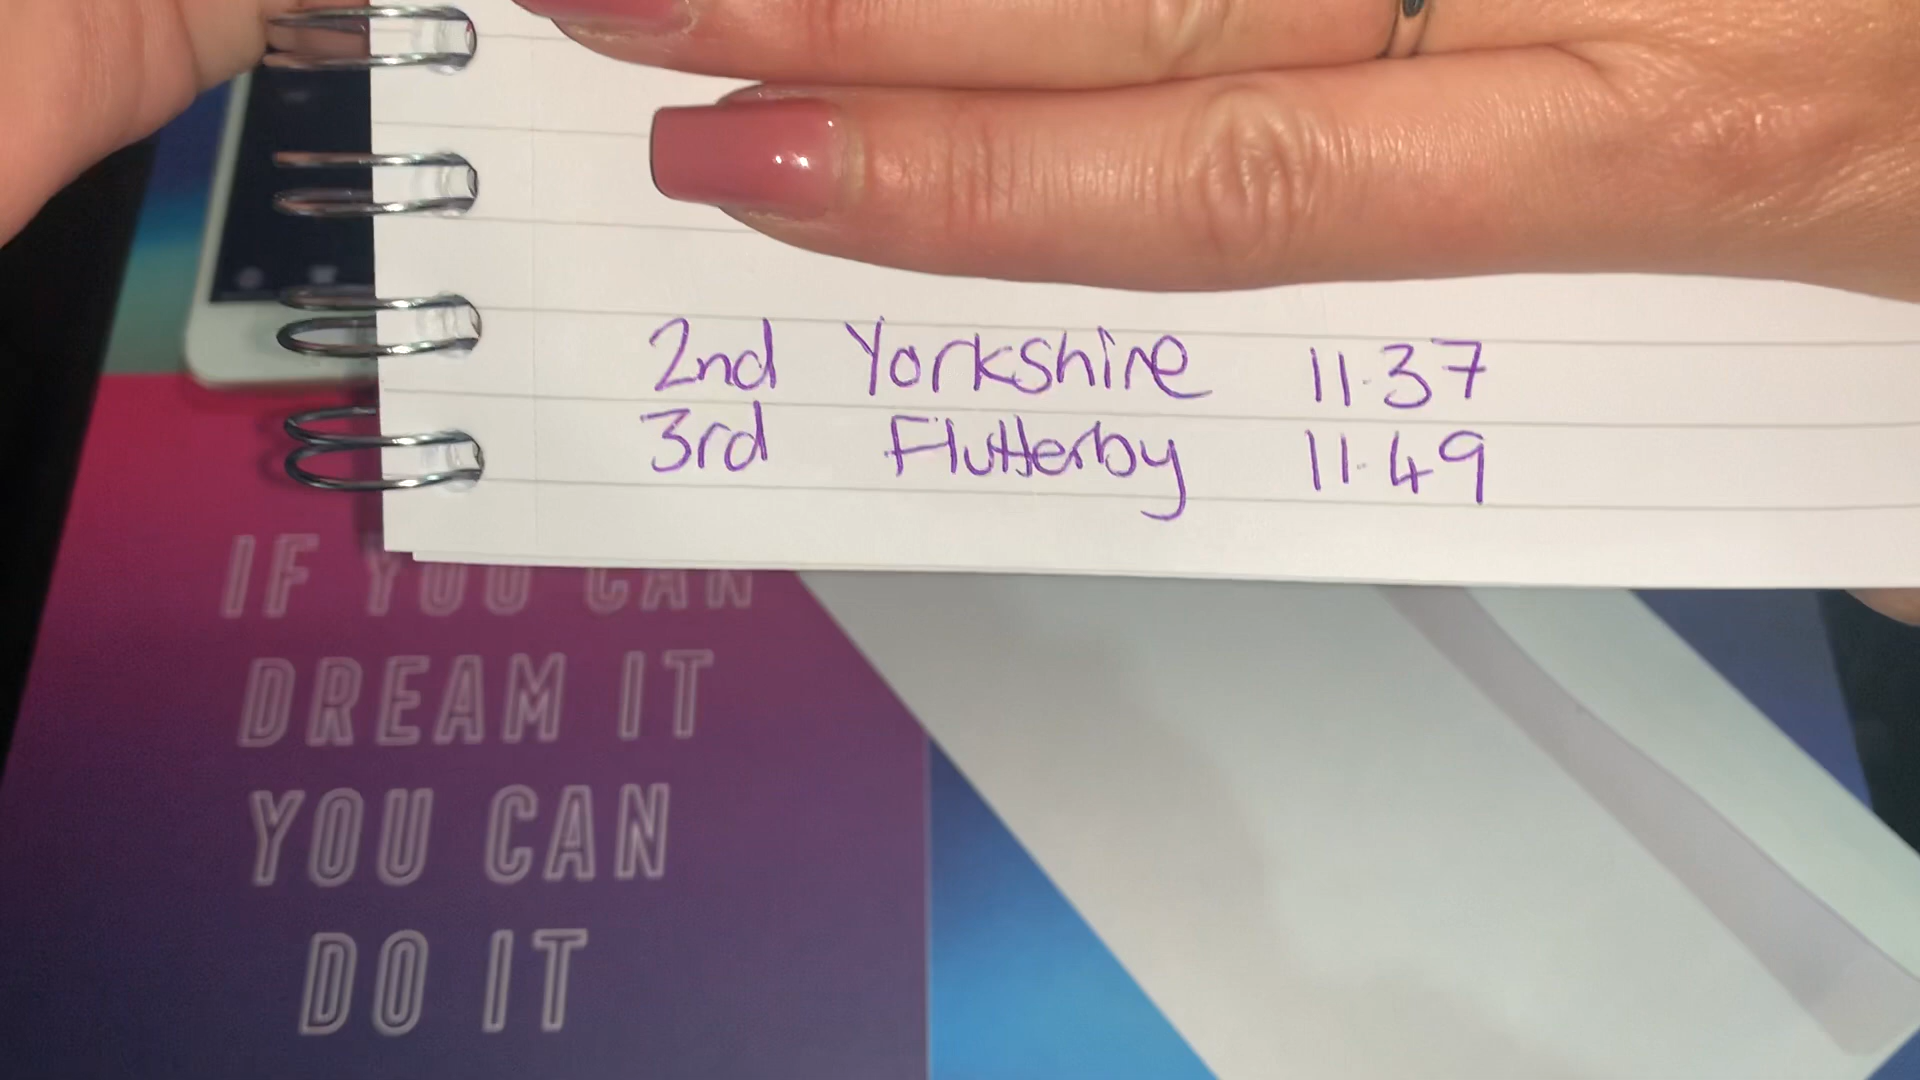 2nd Yorkshire 11.37
3rd Flutterby 11.49
IF YOU CAN
DREAM IT
YOU CAN
DO IT